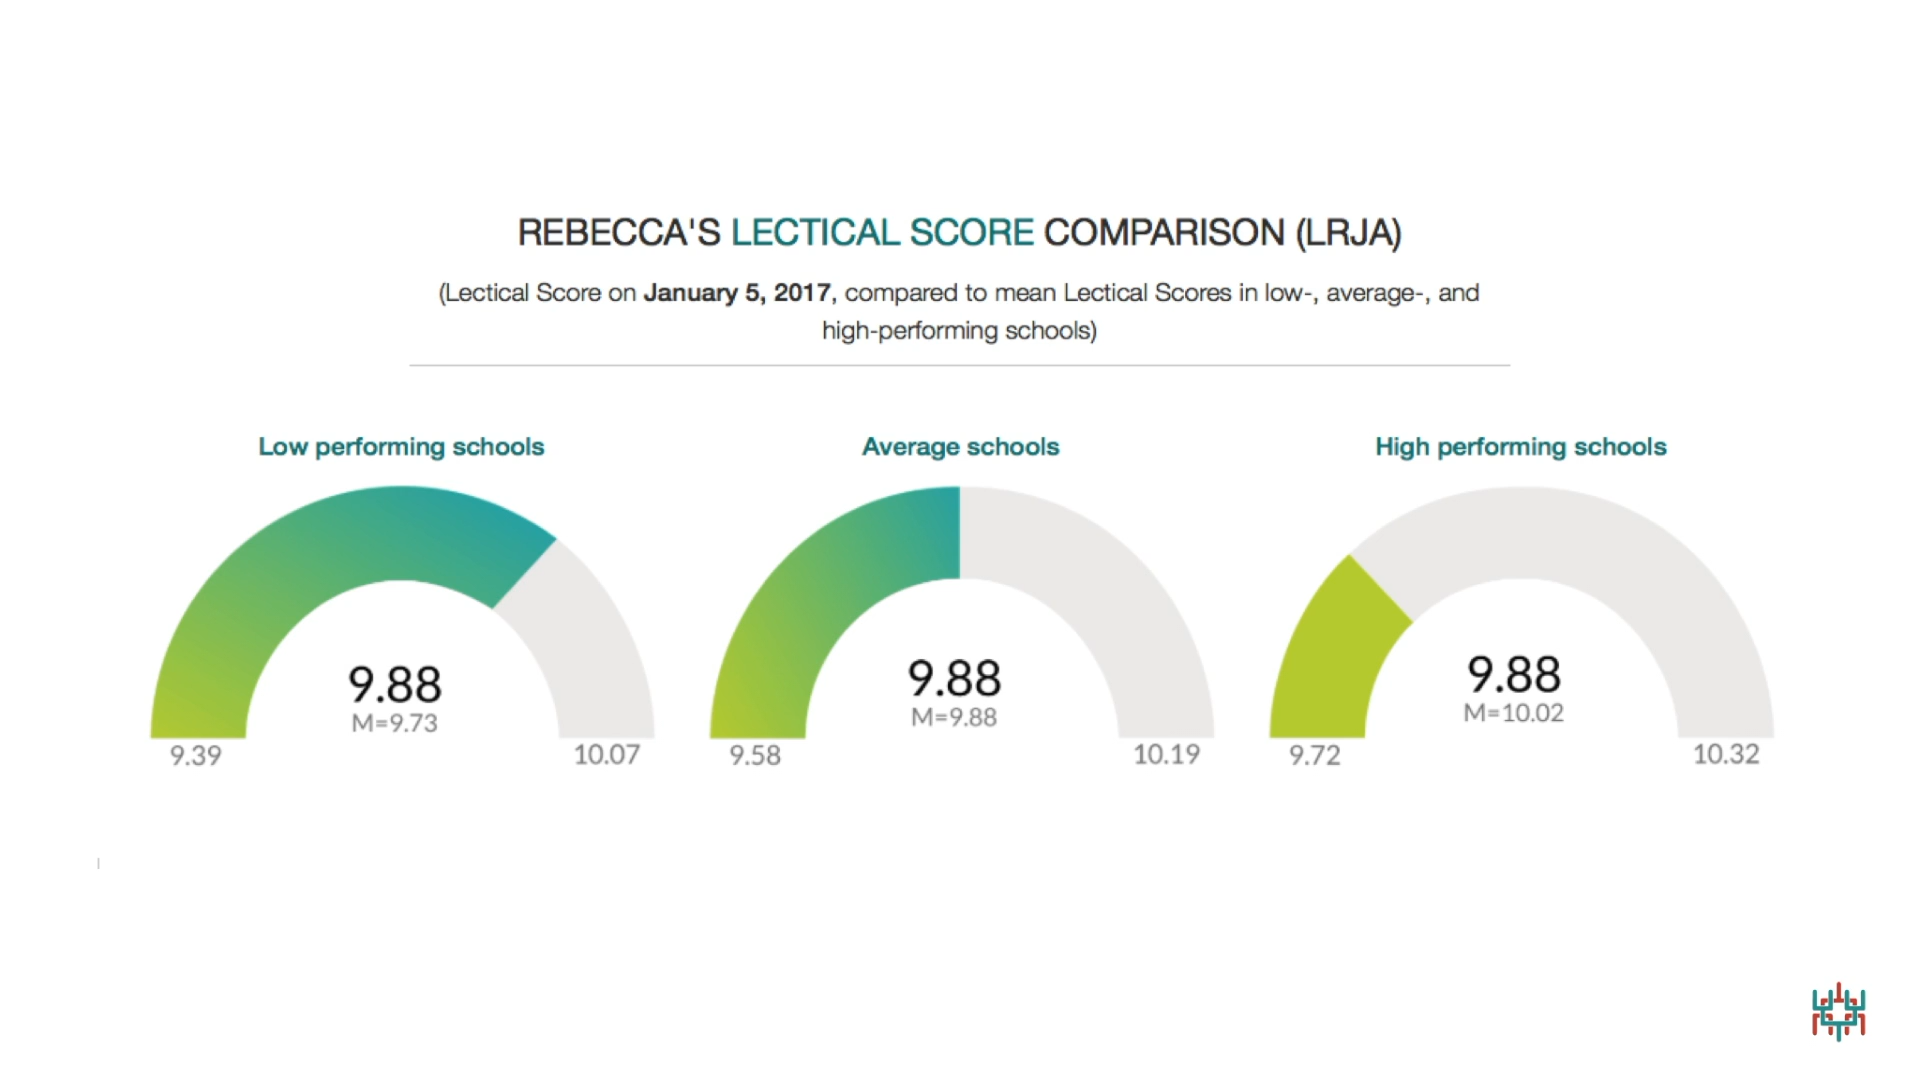 REBECCA'S LECTICAL SCORE COMPARISON (LRJA)
(Lectical Score on January 5, 2017, compared to mean Lectical Scores in low-, average-, and
high-performing schools)
Low performing schools
9.88
M=9.73
9.39
10.07
Average schools
9.88
M=9.88
9.58
10.19
High performing schools
9.88
M=10.02
9.72
10.32